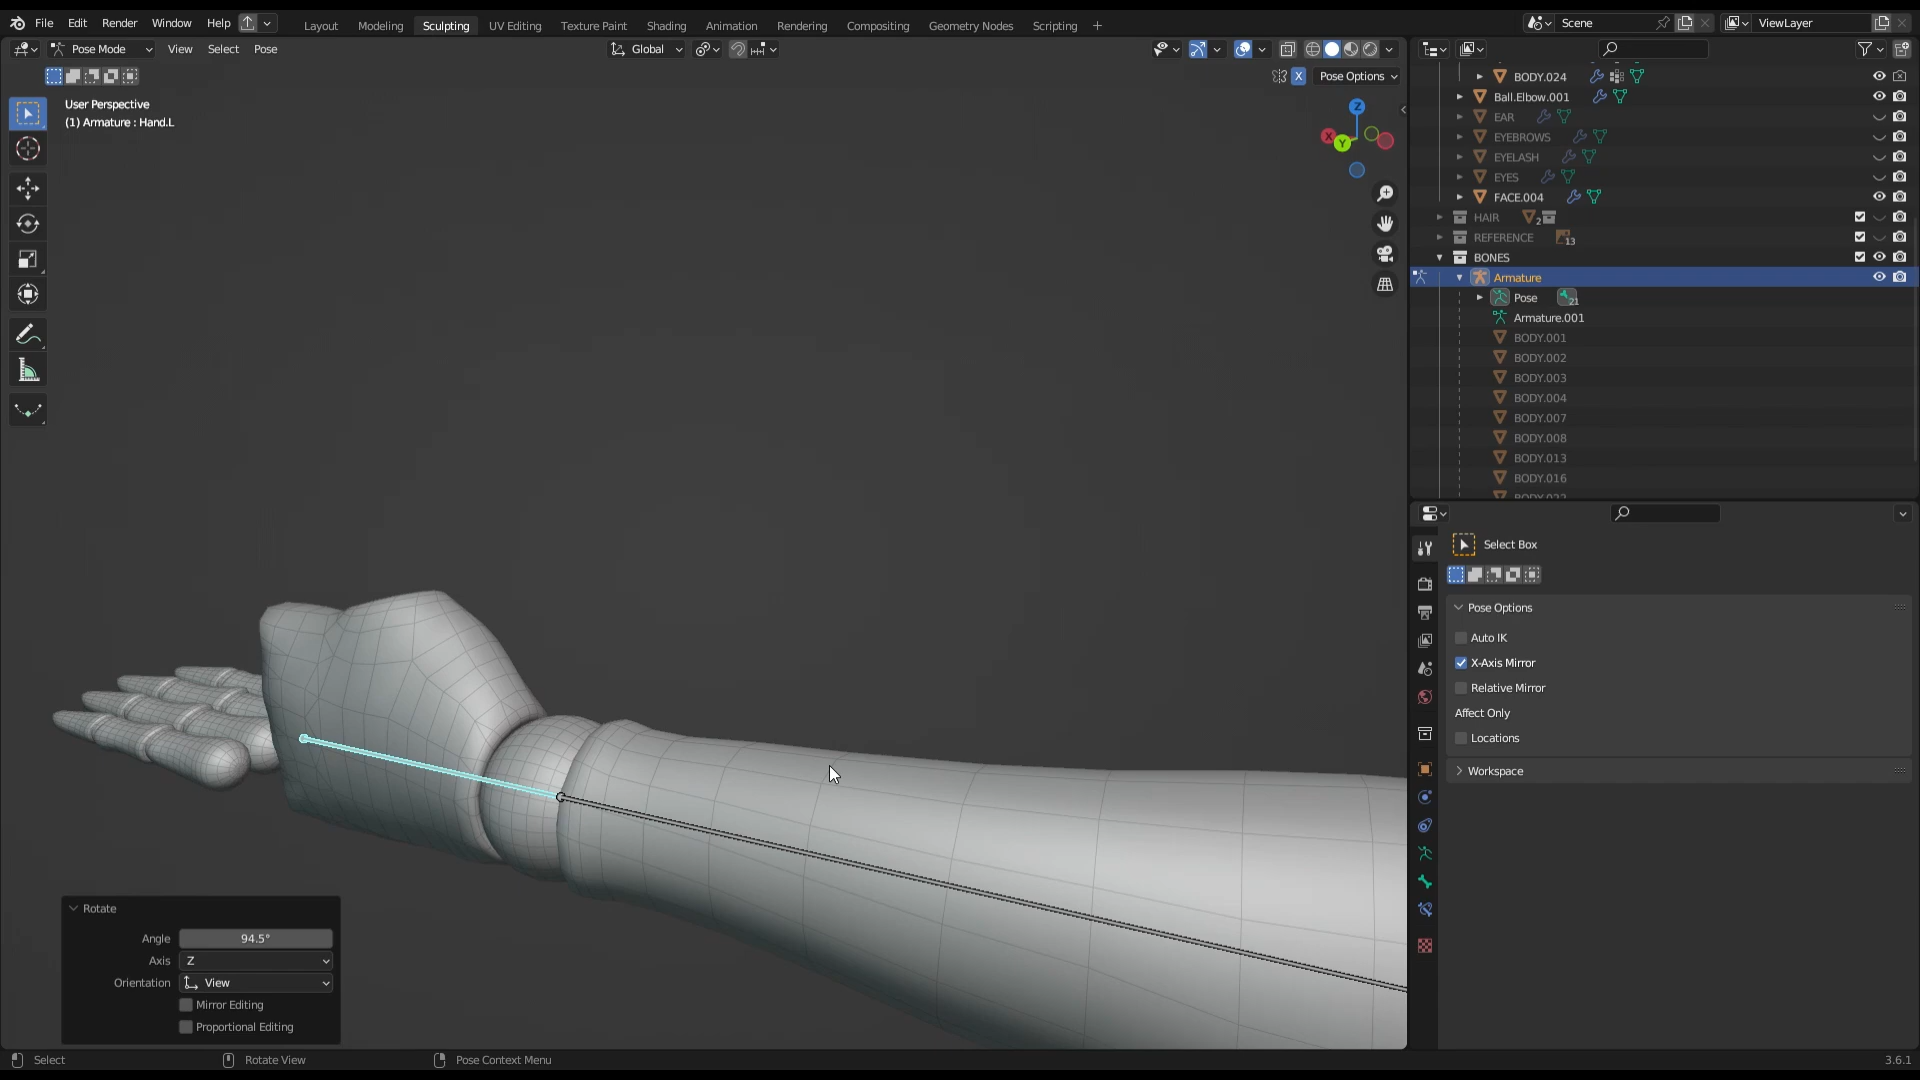 File Edit Render Window Help Layout Modeling Sculpting UV Editing Texture Paint Shading Animation Rendering Compositing Geometry Nodes Scripting + Scene ViewLayer
Pose Mode View Select Pose Global
X Pose Options
User Perspective
(1) Armature : Hand.L
Z
X
Y
BODY.024
Ball.Elbow.001
EAR
EYEBROWS
EYELASH
EYES
FACE.004
HAIR 2
REFERENCE 13
BONES
Armature
Pose 21
Armature.001
BODY.001
BODY.002
BODY.003
BODY.004
BODY.007
BODY.008
BODY.013
BODY.016
Select Box
Pose Options
Auto IK
X-Axis Mirror
Relative Mirror
Affect Only
Locations
Workspace
Rotate
Angle 94.5°
Axis Z
Orientation View
Mirror Editing
Proportional Editing
Select Rotate View Pose Context Menu 3.6.1